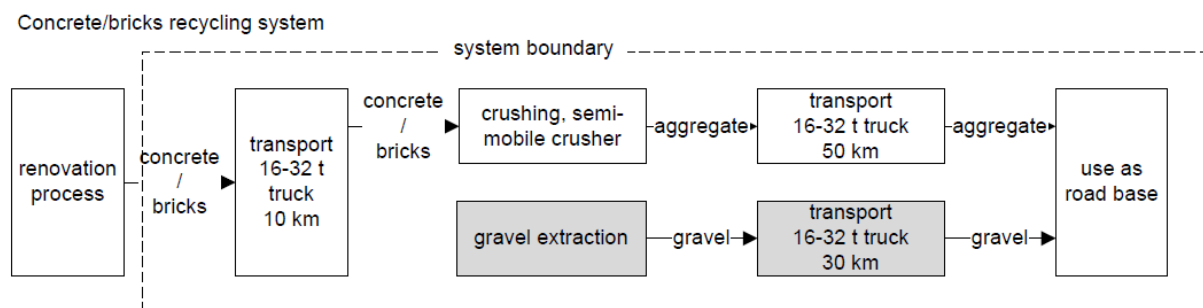 Concrete/bricks recycling system
system boundary
renovation
process
concrete
/
bricks
transport
16-32 t
truck
10 km
concrete
/
bricks
crushing, semi-
mobile crusher
aggregate
transport
16-32 t truck
50 km
aggregate
use as
road base
gravel extraction
gravel
transport
16-32 t truck
30 km
gravel